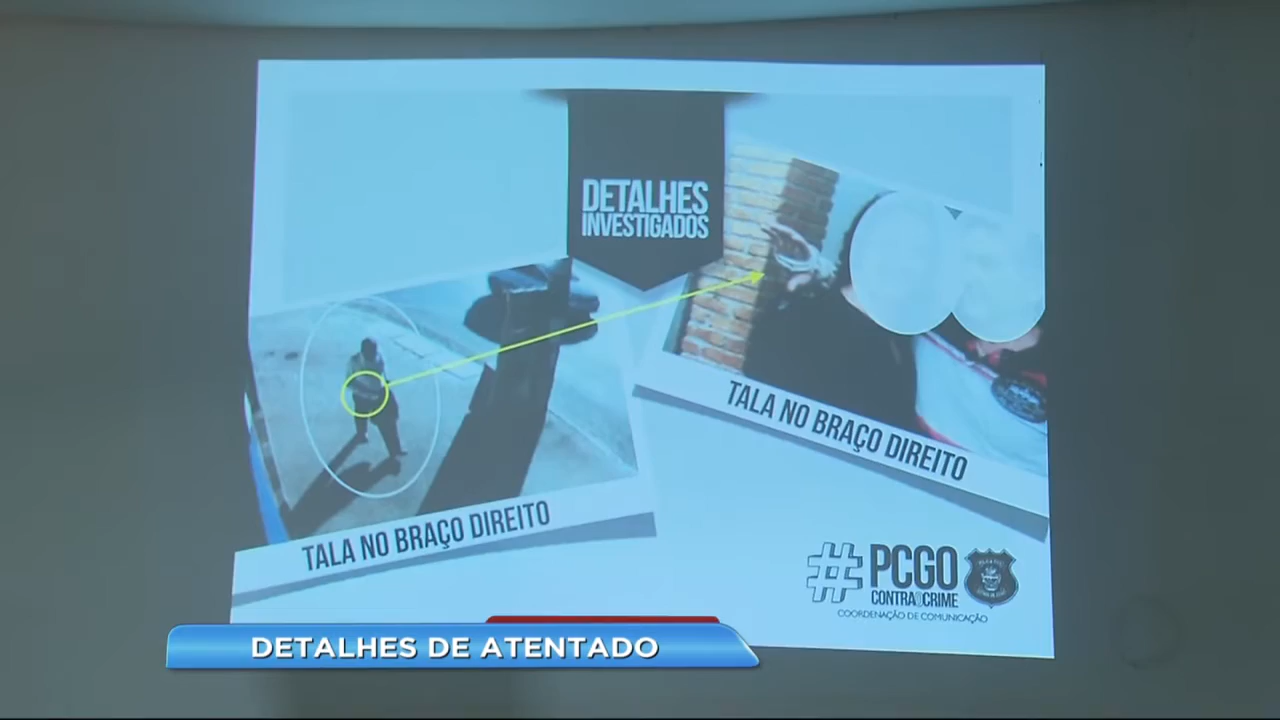 DETALHES
INVESTIGADOS
TALA NO BRAÇO DIREITO
TALA NO BRAÇO DIREITO
#PCGO
CONTRA O CRIME
COORDENAÇÃO DE COMUNICAÇÃO
DETALHES DE ATENTADO